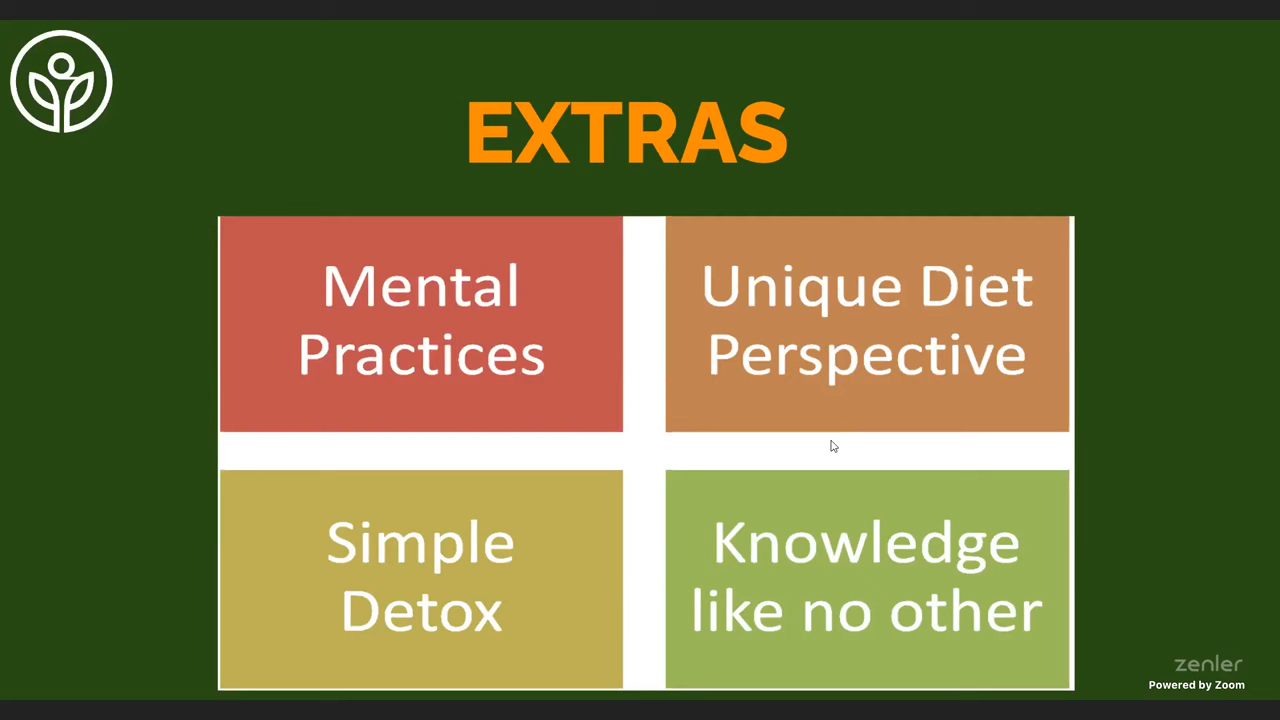 EXTRAS
Mental
Practices
Unique Diet
Perspective
Simple
Detox
Knowledge
like no other
zenler
Powered by Zoom